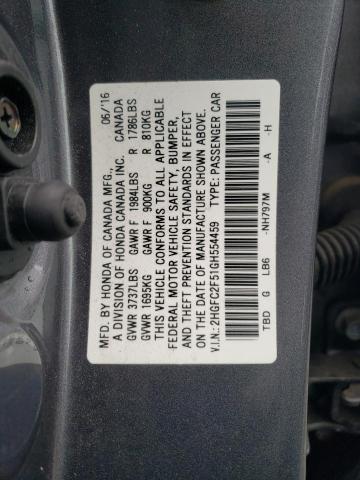 MFD. BY HONDA OF CANADA MFG., 06/16
A DIVISION OF HONDA CANADA INC. CANADA
GVWR 3737LBS GAWR F 1984LBS R 1786LBS
GVWR 1695KG GAWR F 900KG R 810KG
THIS VEHICLE CONFORMS TO ALL APPLICABLE
FEDERAL MOTOR VEHICLE SAFETY, BUMPER,
AND THEFT PREVENTION STANDARDS IN EFFECT
ON THE DATE OF MANUFACTURE SHOWN ABOVE.
V.I.N.: 2HGFC2F51GH554459 TYPE: PASSENGER CAR
TBD G LB6 -NH797M -A -H